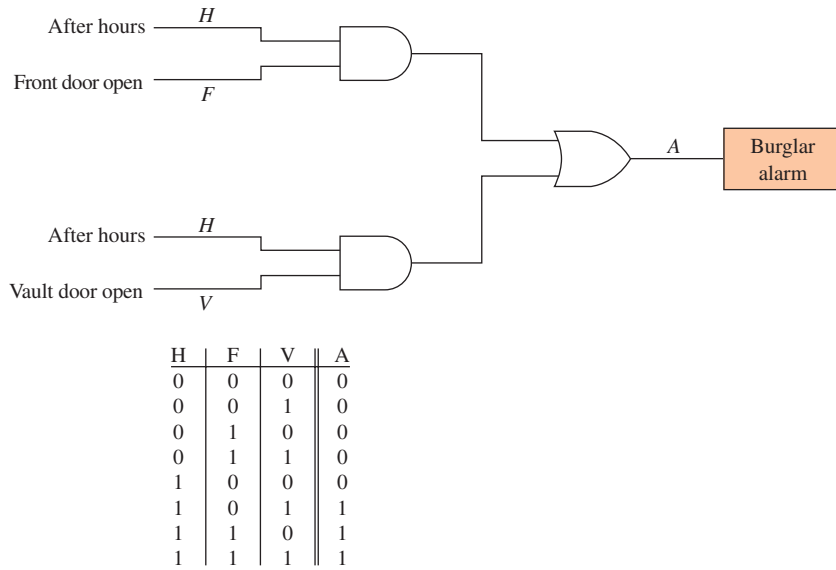 After hours H
Front door open F
A
Burglar
alarm
After hours H
Vault door open V
H F V A
0 0 0 0
0 0 1 0
0 1 0 0
0 1 1 0
1 0 0 0
1 0 1 1
1 1 0 1
1 1 1 1